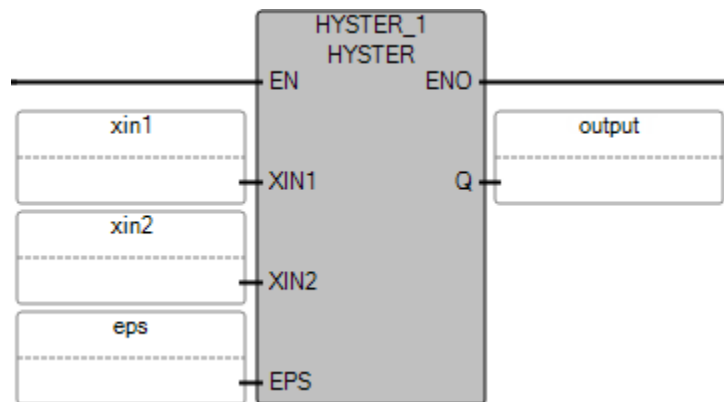 HYSTER_1
HYSTER
EN ENO
xin1 output
XIN1 Q
xin2
XIN2
eps
EPS